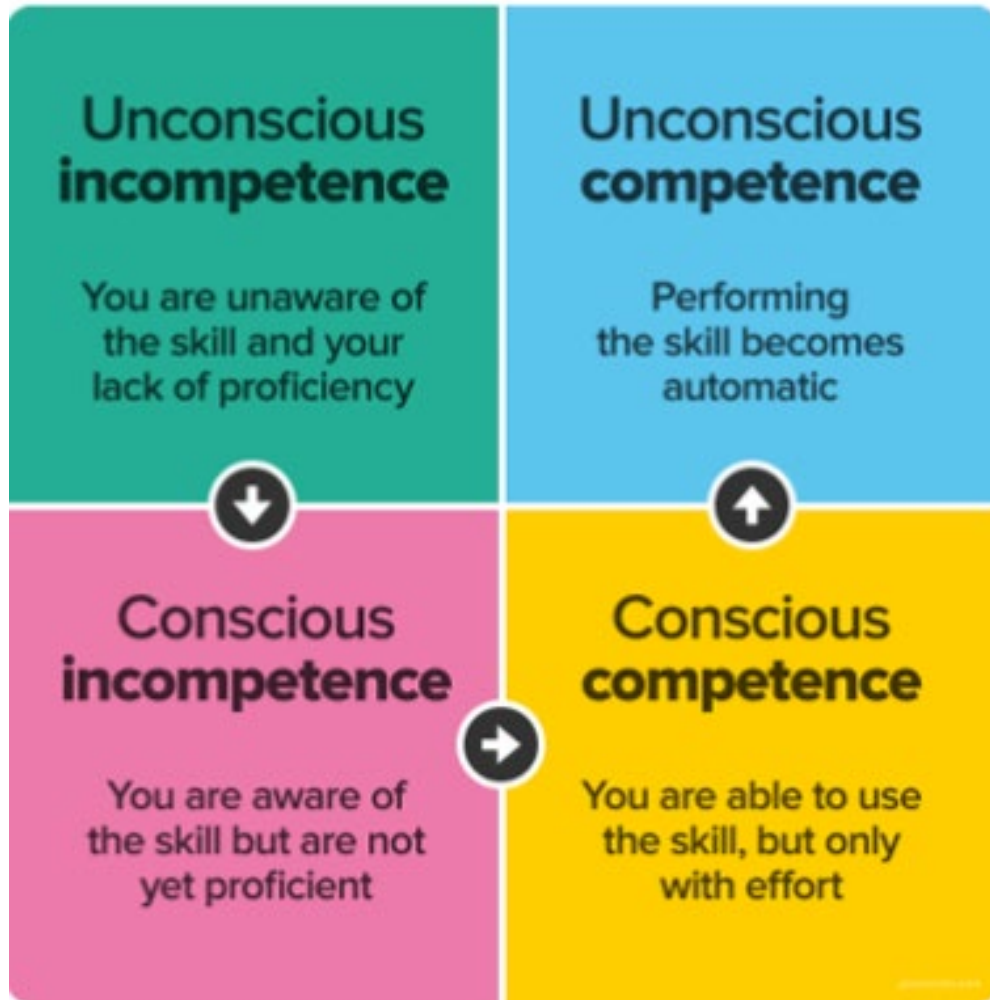 Unconscious
incompetence
You are unaware of
the skill and your
lack of proficiency
Unconscious
competence
Performing
the skill becomes
automatic
Conscious
incompetence
You are aware of
the skill but are not
yet proficient
Conscious
competence
You are able to use
the skill, but only
with effort